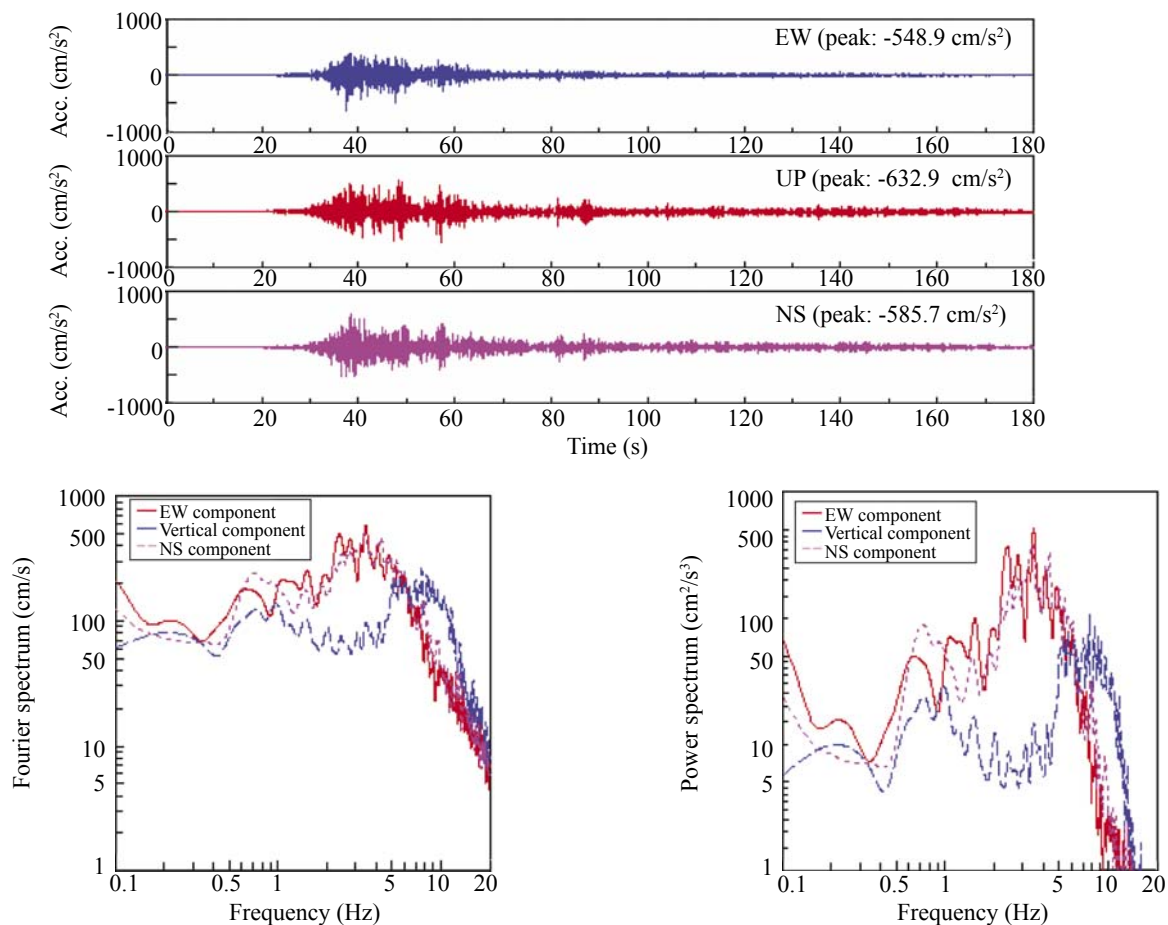 1000
EW (peak: -548.9 cm/s²)
Acc. (cm/s²)
0
-1000
0 20 40 60 80 100 120 140 160 180
1000
UP (peak: -632.9 cm/s²)
Acc. (cm/s²)
0
-1000
0 20 40 60 80 100 120 140 160 180
1000
NS (peak: -585.7 cm/s²)
Acc. (cm/s²)
0
-1000
0 20 40 60 80 100 120 140 160 180
Time (s)
1000
500
100
50
10
5
1
Fourier spectrum (cm/s)
EW component
Vertical component
NS component
0.1 0.5 1 5 10 20
Frequency (Hz)
1000
500
100
50
10
5
1
Power spectrum (cm²/s³)
EW component
Vertical component
NS component
0.1 0.5 1 5 10 20
Frequency (Hz)